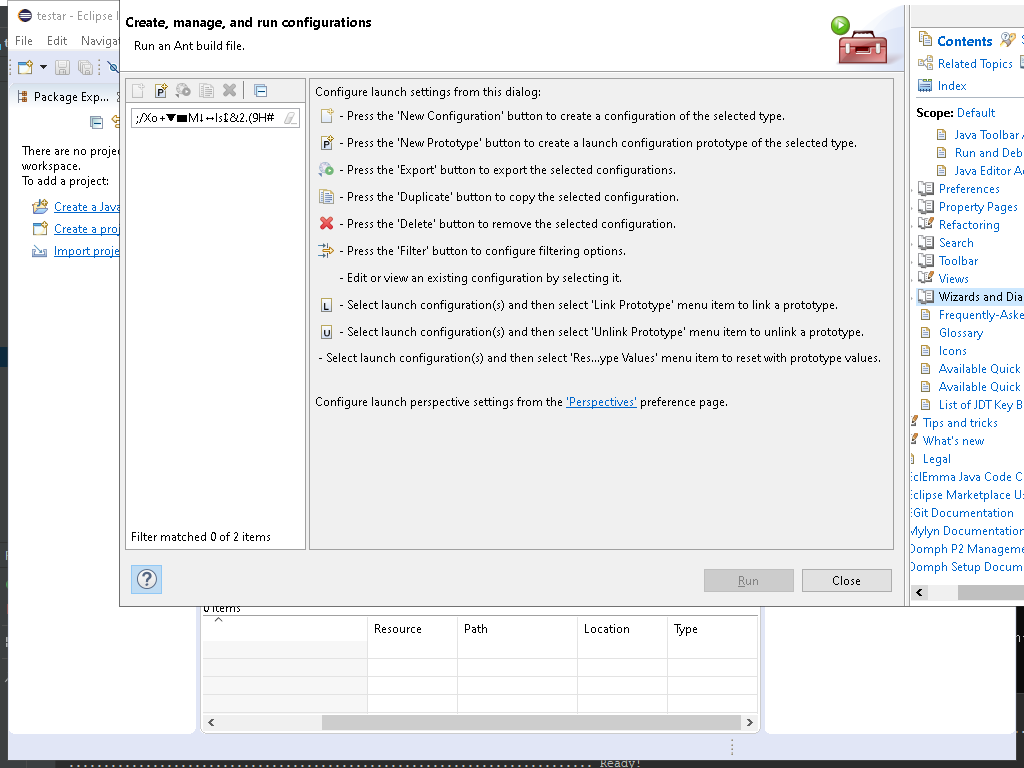 testar - Eclipse I
File Edit Navigat
Package Exp...
There are no projec
workspace.
To add a project:
Create a Java
Create a proj
Import proje
Create, manage, and run configurations
Run an Ant build file.
;/Xo+▼■M↓↔Is↨&2.(9H#
Filter matched 0 of 2 items
Configure launch settings from this dialog:
- Press the 'New Configuration' button to create a configuration of the selected type.
- Press the 'New Prototype' button to create a launch configuration prototype of the selected type.
- Press the 'Export' button to export the selected configurations.
- Press the 'Duplicate' button to copy the selected configuration.
- Press the 'Delete' button to remove the selected configuration.
- Press the 'Filter' button to configure filtering options.
- Edit or view an existing configuration by selecting it.
L - Select launch configuration(s) and then select 'Link Prototype' menu item to link a prototype.
U - Select launch configuration(s) and then select 'Unlink Prototype' menu item to unlink a prototype.
- Select launch configuration(s) and then select 'Res...ype Values' menu item to reset with prototype values.
Configure launch perspective settings from the 'Perspectives' preference page.
Run
Close
Contents
Related Topics
Index
Scope: Default
Java Toolbar A
Run and Deb
Java Editor Ac
Preferences
Property Pages
Refactoring
Search
Toolbar
Views
Wizards and Dia
Frequently-Aske
Glossary
Icons
Available Quick
Available Quick
List of JDT Key B
Tips and tricks
What's new
Legal
EclEmma Java Code C
Eclipse Marketplace Us
EGit Documentation
Mylyn Documentation
Oomph P2 Manageme
Oomph Setup Docum
0 items
Resource Path Location Type
Ready!